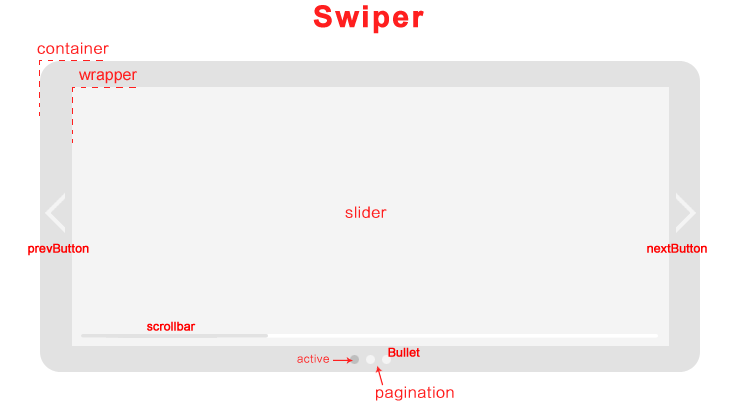 Swiper
container
wrapper
slider
prevButton
nextButton
scrollbar
active
Bullet
pagination